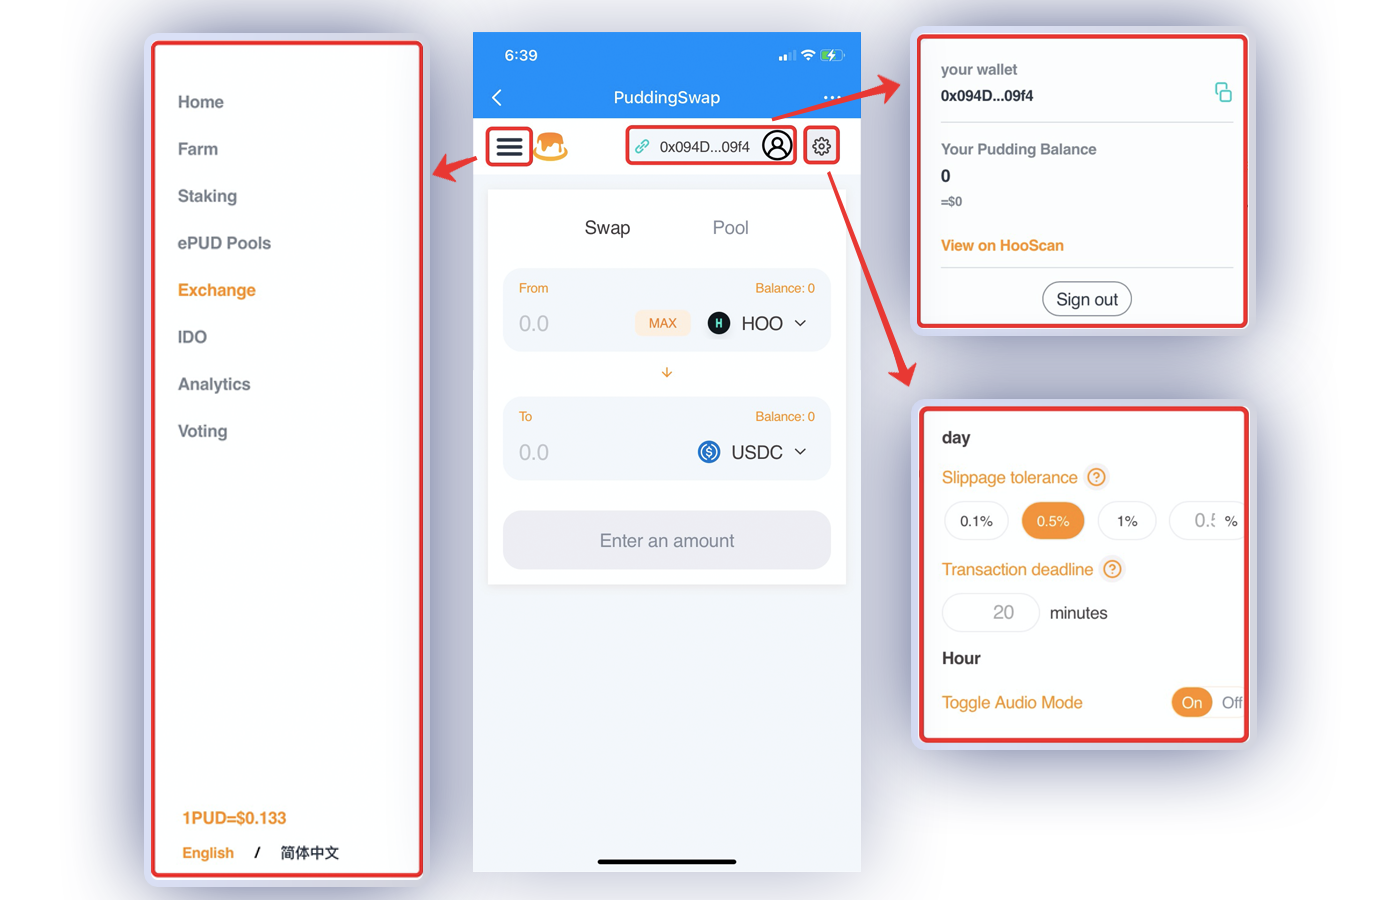 Home
Farm
Staking
ePUD Pools
Exchange
IDO
Analytics
Voting
1PUD=$0.133
English / 简体中文
6:39
PuddingSwap
0x094D...09f4
Swap Pool
From Balance: 0
0.0 MAX H HOO
To Balance: 0
0.0 $ USDC
Enter an amount
your wallet
0x094D...09f4
Your Pudding Balance
0
=$0
View on HooScan
Sign out
day
Slippage tolerance ?
0.1% 0.5% 1% 0.5 %
Transaction deadline ?
20 minutes
Hour
Toggle Audio Mode On Off